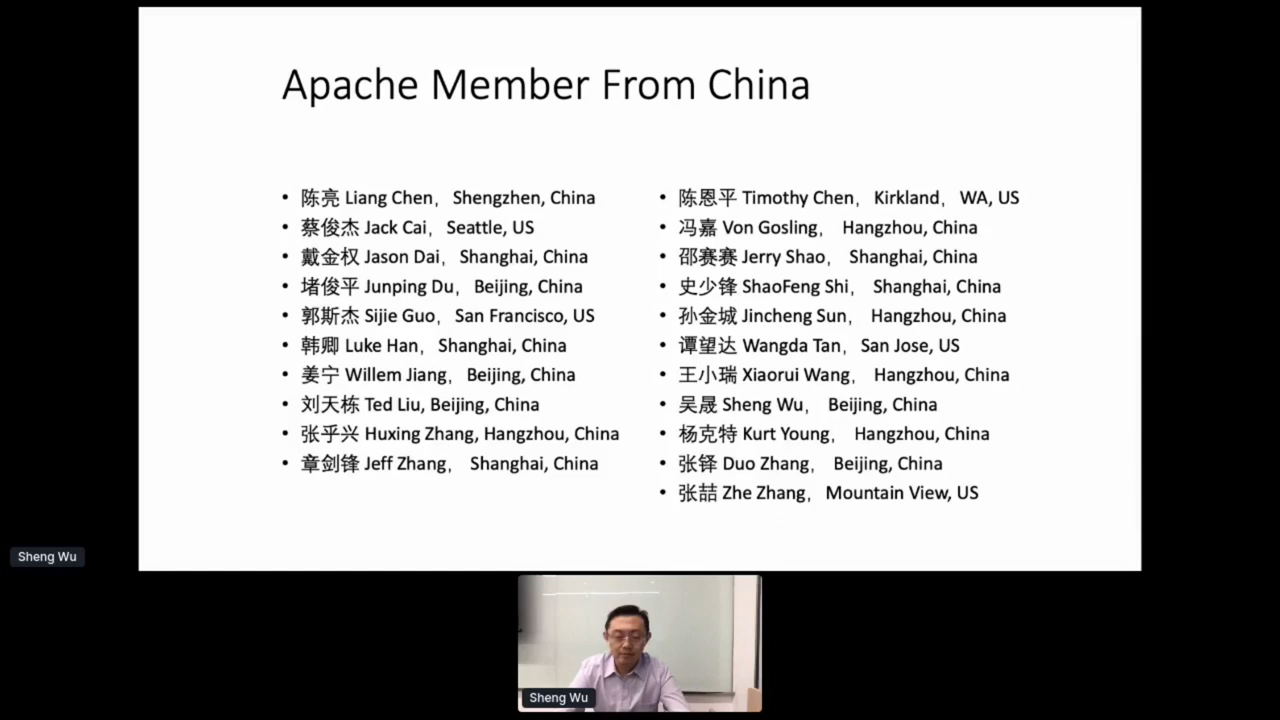 Apache Member From China
• 陈亮 Liang Chen， Shengzhen, China
• 蔡俊杰 Jack Cai， Seattle, US
• 戴金权 Jason Dai， Shanghai, China
• 堵俊平 Junping Du， Beijing, China
• 郭斯杰 Sijie Guo， San Francisco, US
• 韩卿 Luke Han， Shanghai, China
• 姜宁 Willem Jiang， Beijing, China
• 刘天栋 Ted Liu, Beijing, China
• 张乎兴 Huxing Zhang, Hangzhou, China
• 章剑锋 Jeff Zhang， Shanghai, China
• 陈恩平 Timothy Chen， Kirkland， WA, US
• 冯嘉 Von Gosling， Hangzhou, China
• 邵赛赛 Jerry Shao， Shanghai, China
• 史少锋 ShaoFeng Shi， Shanghai, China
• 孙金城 Jincheng Sun， Hangzhou, China
• 谭望达 Wangda Tan， San Jose, US
• 王小瑞 Xiaorui Wang， Hangzhou, China
• 吴晟 Sheng Wu， Beijing, China
• 杨克特 Kurt Young， Hangzhou, China
• 张铎 Duo Zhang， Beijing, China
• 张喆 Zhe Zhang， Mountain View, US
Sheng Wu
Sheng Wu